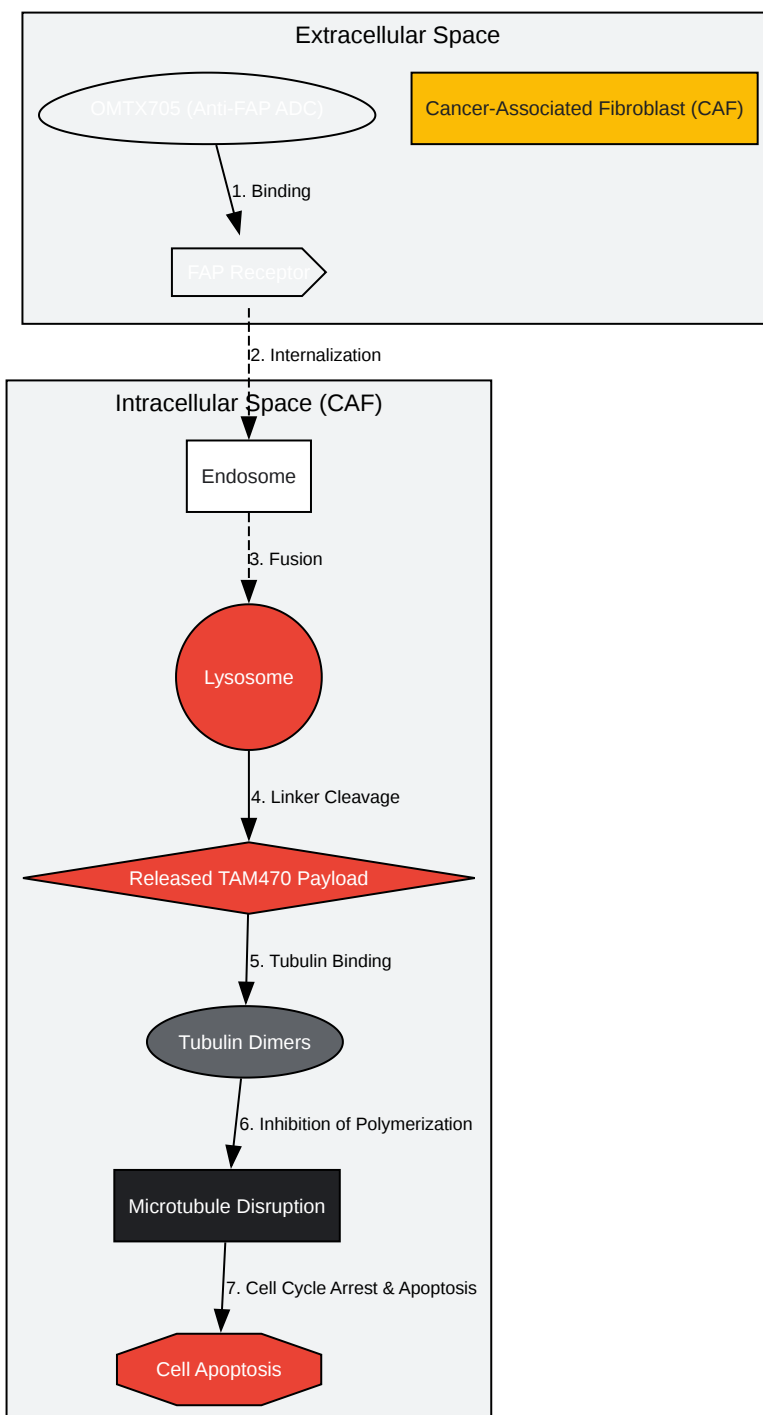 Extracellular Space
OMTX705 (Anti-FAP ADC)
Cancer-Associated Fibroblast (CAF)
1. Binding
FAP Receptor
2. Internalization
Intracellular Space (CAF)
Endosome
3. Fusion
Lysosome
4. Linker Cleavage
Released TAM470 Payload
5. Tubulin Binding
Tubulin Dimers
6. Inhibition of Polymerization
Microtubule Disruption
7. Cell Cycle Arrest & Apoptosis
Cell Apoptosis